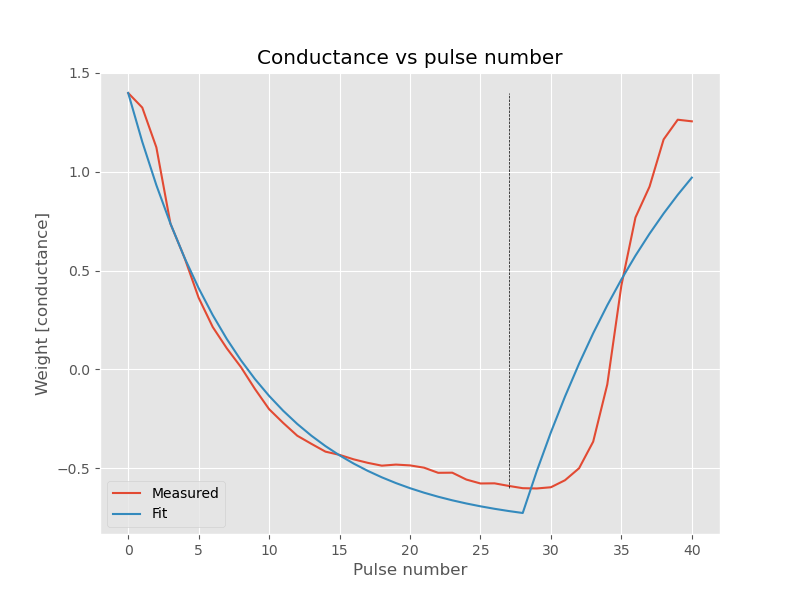 Conductance vs pulse number
1.5
1.0
0.5
0.0
−0.5
Weight [conductance]
Measured
Fit
0 5 10 15 20 25 30 35 40
Pulse number